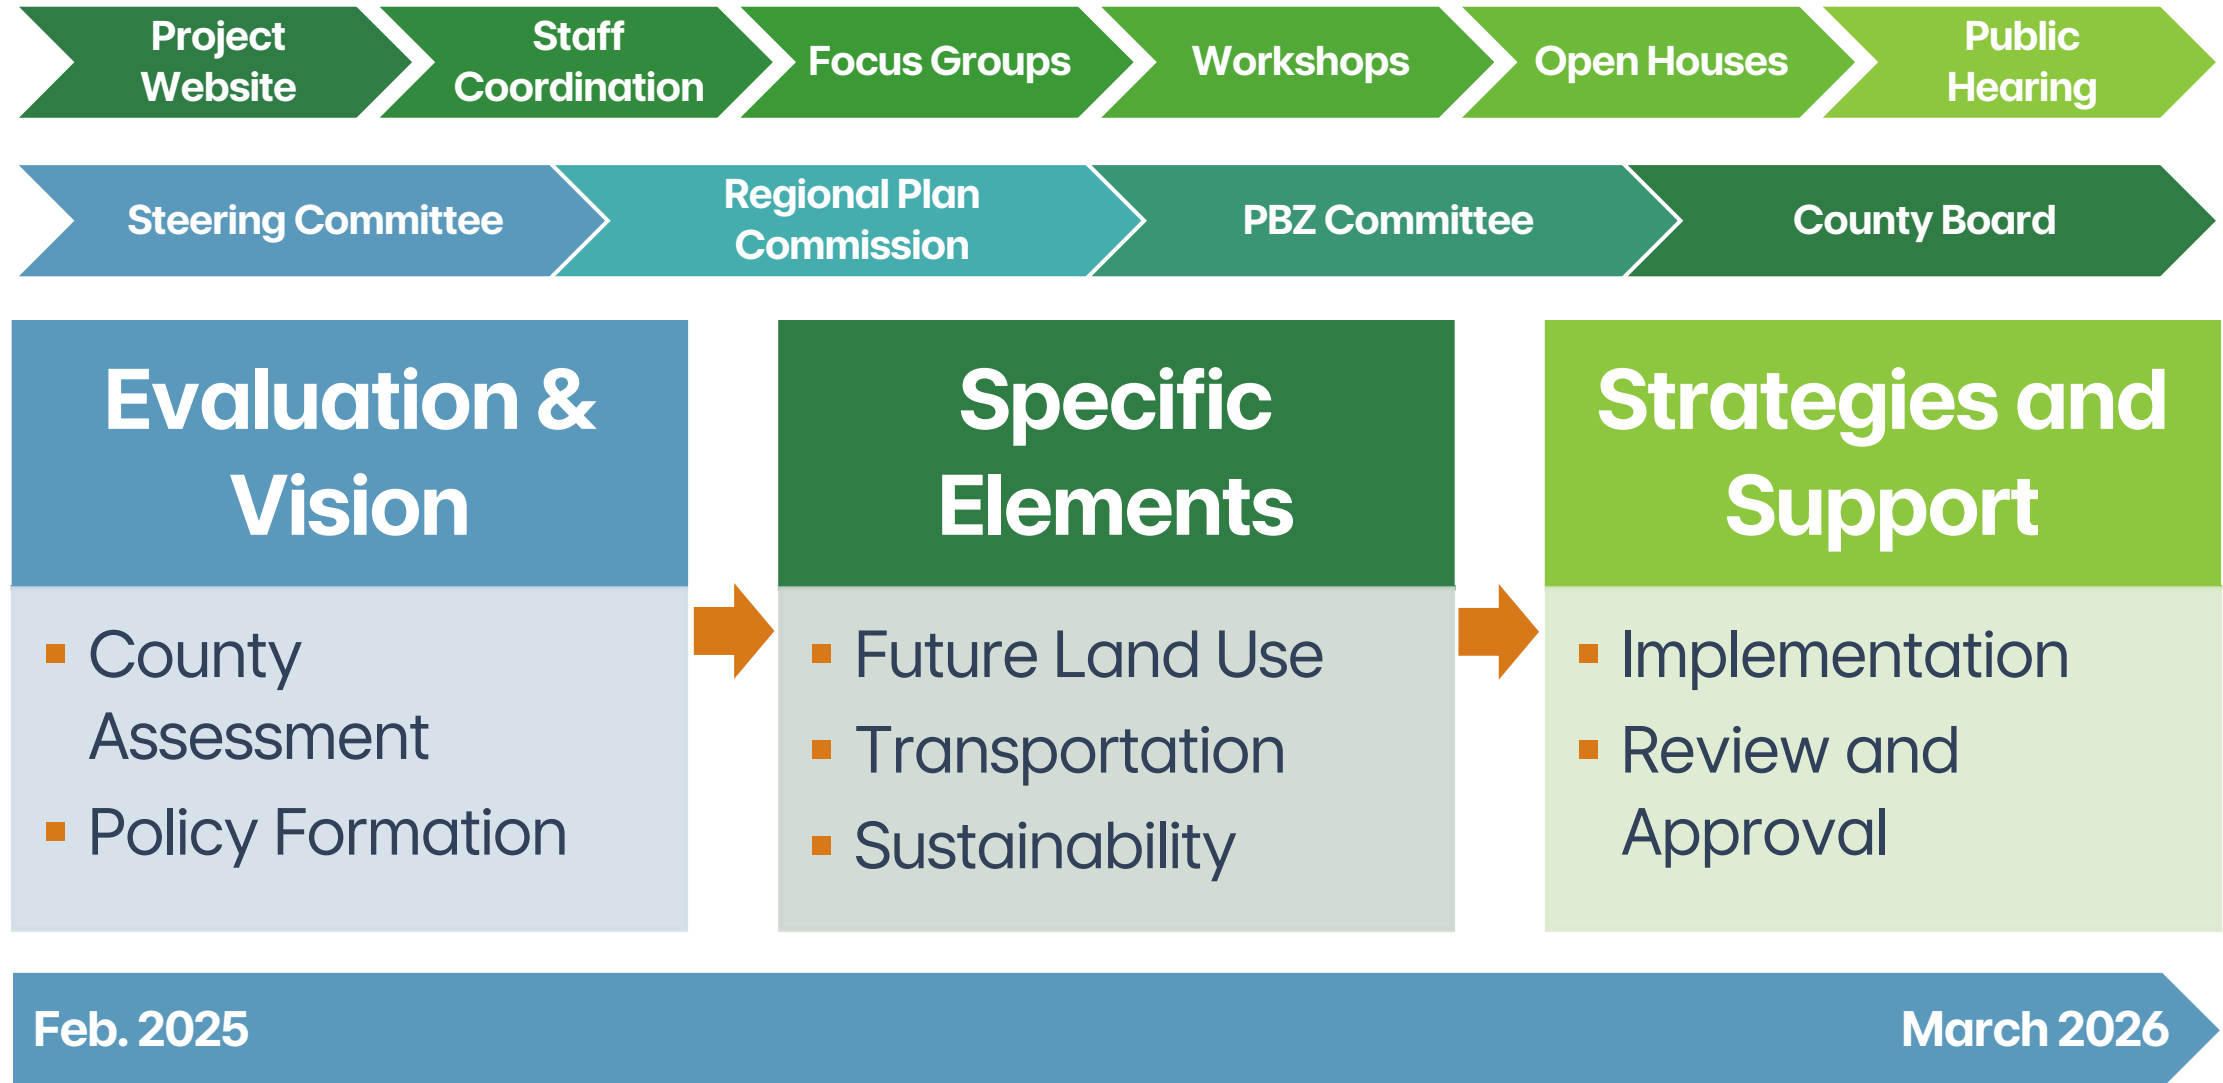 Project
Website
Staff
Coordination
Focus Groups
Workshops
Open Houses
Public
Hearing
Steering Committee
Regional Plan
Commission
PBZ Committee
County Board
Evaluation &
Vision
▪ County
Assessment
▪ Policy Formation
Specific
Elements
▪ Future Land Use
▪ Transportation
▪ Sustainability
Strategies and
Support
▪ Implementation
▪ Review and
Approval
Feb. 2025
March 2026